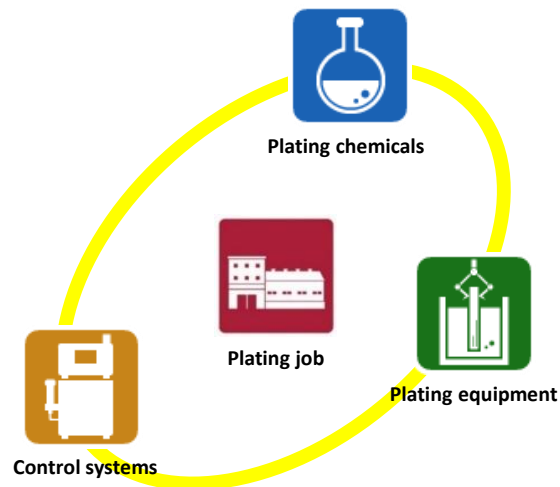 Plating chemicals
Plating job
Plating equipment
Control systems